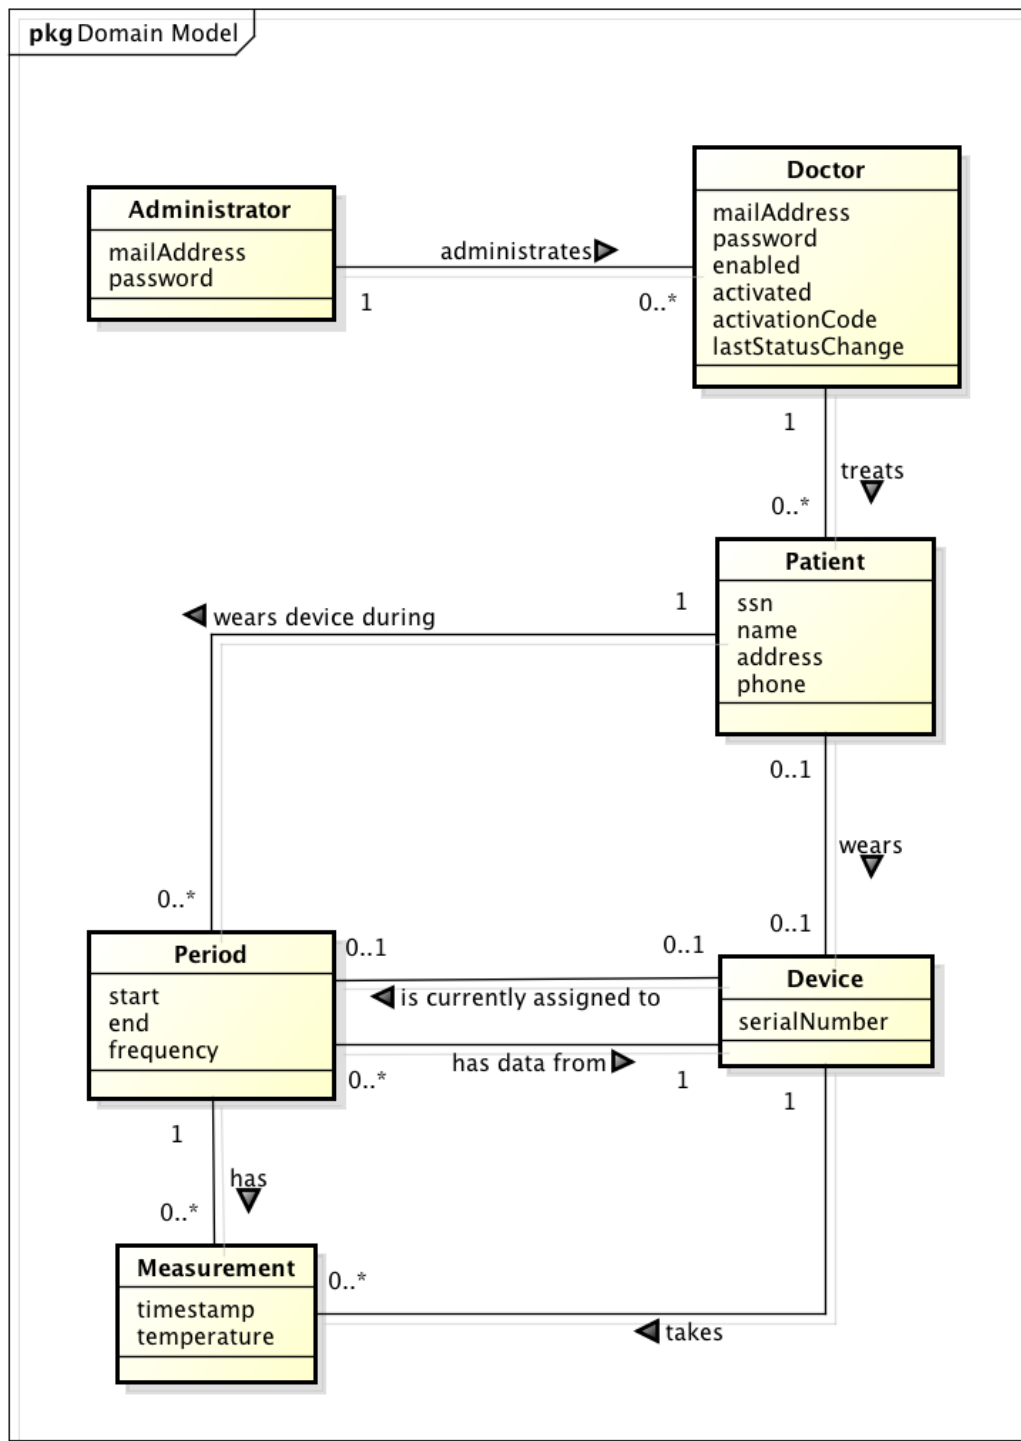 pkg Domain Model
Administrator
mailAddress
password
administrates
1
0..*
Doctor
mailAddress
password
enabled
activated
activationCode
lastStatusChange
1
treats
0..*
Patient
ssn
name
address
phone
1
wears device during
0..*
0..1
wears
0..1
Period
start
end
frequency
0..1
0..1
is currently assigned to
has data from
0..*
1
Device
serialNumber
1
1
has
0..*
Measurement
timestamp
temperature
0..*
takes